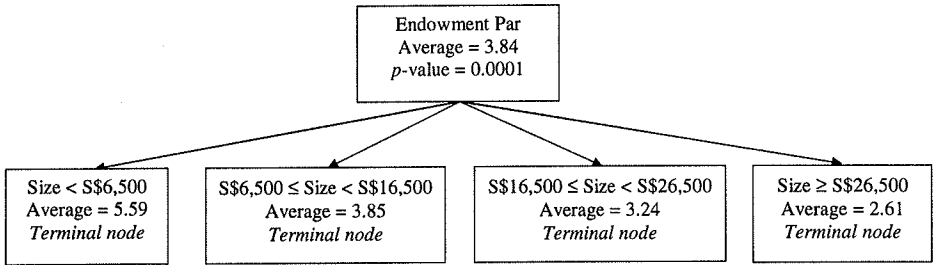 Endowment Par
Average = 3.84
p-value = 0.0001
Size < S$6,500
Average = 5.59
Terminal node
S$6,500 ≤ Size < S$16,500
Average = 3.85
Terminal node
S$16,500 ≤ Size < S$26,500
Average = 3.24
Terminal node
Size ≥ S$26,500
Average = 2.61
Terminal node